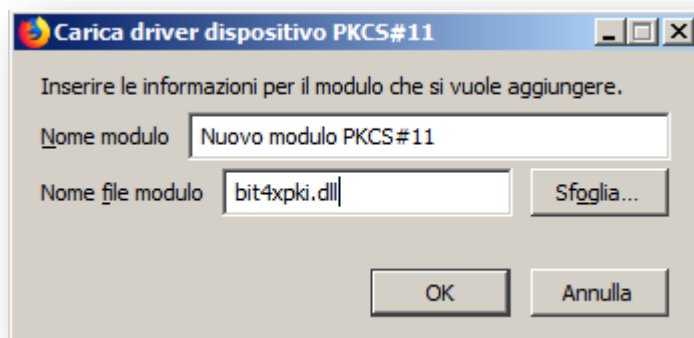 Carica driver dispositivo PKCS#11
Inserire le informazioni per il modulo che si vuole aggiungere.
Nome modulo Nuovo modulo PKCS#11
Nome file modulo bit4xpki.dll Sfoglia...
OK Annulla